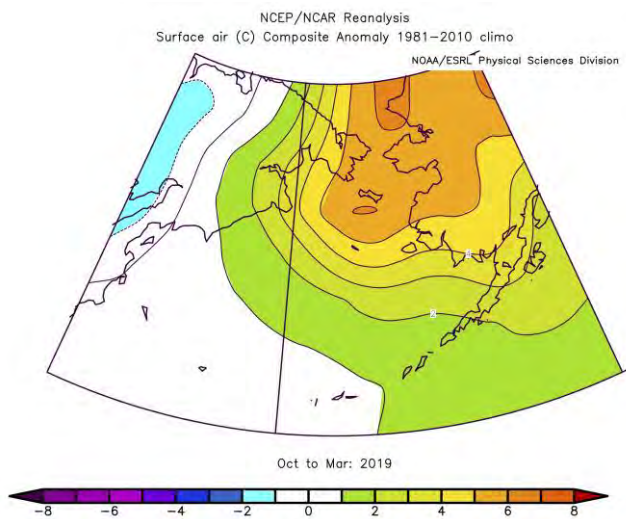 NCEP/NCAR Reanalysis
Surface air (C) Composite Anomaly 1981−2010 climo
NOAA/ESRL Physical Sciences Division
Oct to Mar: 2019
−8 −6 −4 −2 0 2 4 6 8